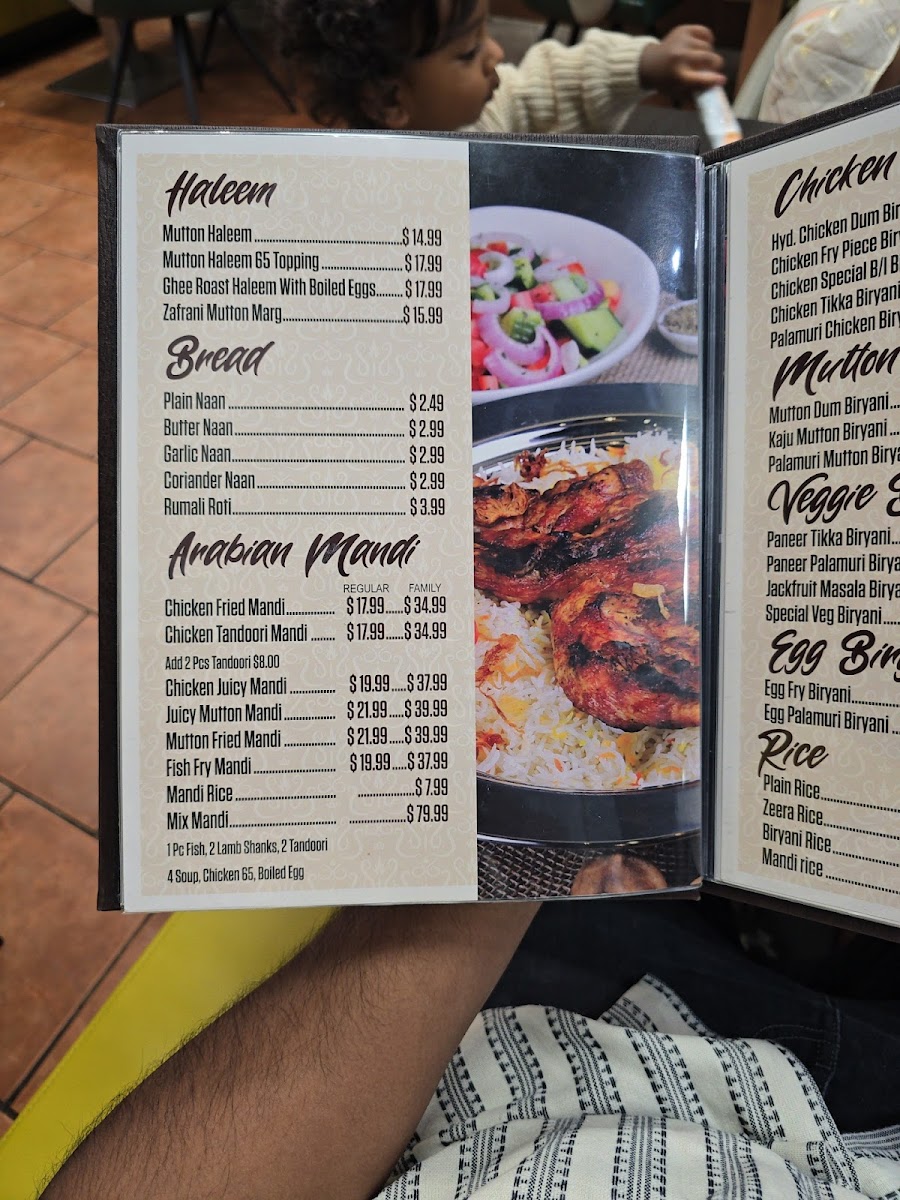 Haleem
Mutton Haleem ........ $ 14.99
Mutton Haleem 65 Topping ........ $ 17.99
Ghee Roast Haleem With Boiled Eggs........ $ 17.99
Zafrani Mutton Marg........ $ 15.99
Bread
Plain Naan ........ $ 2.49
Butter Naan ........ $ 2.99
Garlic Naan ........ $ 2.99
Coriander Naan ........ $ 2.99
Rumali Roti ........ $ 3.99
Arabian Mandi
REGULAR FAMILY
Chicken Fried Mandi ........ $ 17.99 ..... $ 34.99
Chicken Tandoori Mandi ........ $ 17.99 ..... $ 34.99
Add 2 Pcs Tandoori $8.00
Chicken Juicy Mandi ........ $ 19.99 ..... $ 37.99
Juicy Mutton Mandi ........ $ 21.99 ..... $ 39.99
Mutton Fried Mandi ........ $ 21.99 ..... $ 39.99
Fish Fry Mandi ........ $ 19.99 ..... $ 37.99
Mandi Rice ........ $ 7.99
Mix Mandi ........ $ 79.99
1 Pc Fish, 2 Lamb Shanks, 2 Tandoori
4 Soup, Chicken 65, Boiled Egg
Chicken
Hyd. Chicken Dum
Chicken Fry Piece
Chicken Special B/I
Chicken Tikka Biryani
Palamuri Chicken
Mutton
Mutton Dum Biryani
Kaju Mutton Biryani
Palamuri Mutton
Veggie
Paneer Tikka Biryani
Paneer Palamuri
Jackfruit Masala
Special Veg Biryani
Egg
Egg Fry Biryani
Egg Palamuri Biryani
Rice
Plain Rice
Zeera Rice
Biryani Rice
Mandi rice